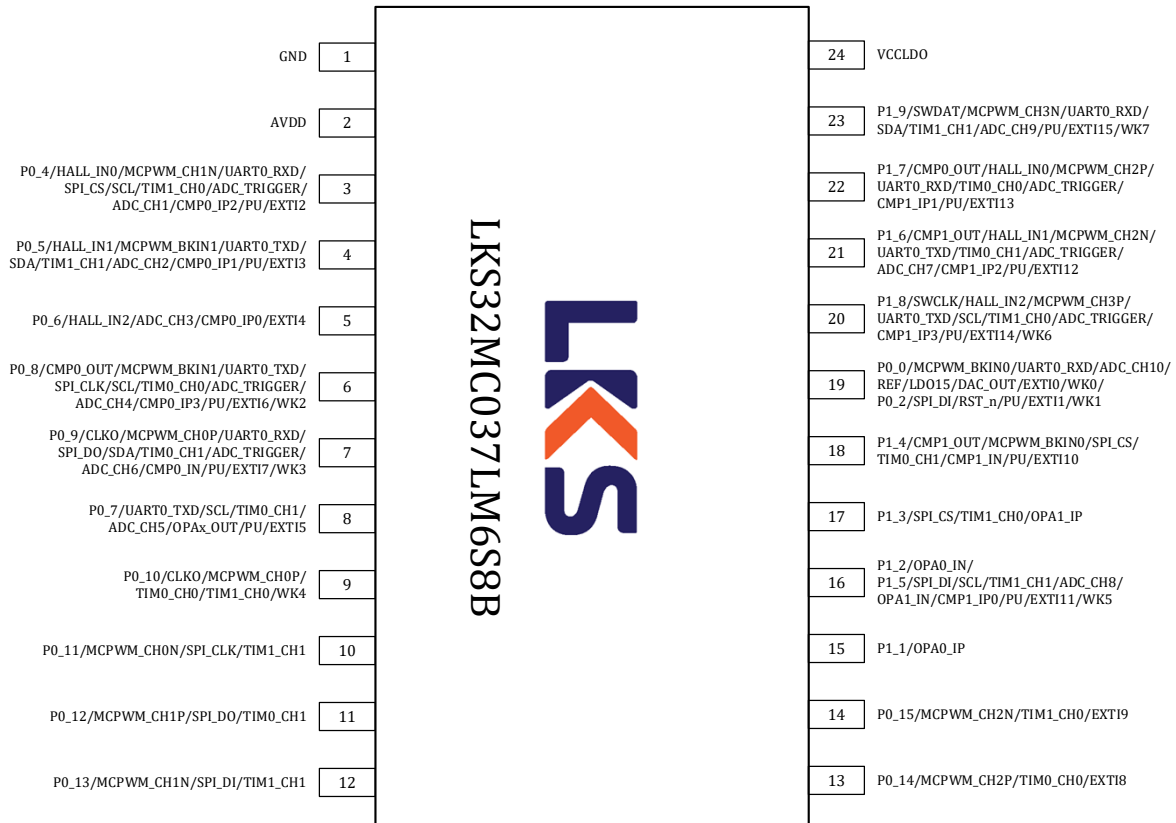 GND
1
AVDD
2
P0_4/HALL_IN0/MCPWM_CH1N/UART0_RXD/
SPI_CS/SCL/TIM1_CH0/ADC_TRIGGER/
ADC_CH1/CMP0_IP2/PU/EXTI2
3
P0_5/HALL_IN1/MCPWM_BKIN1/UART0_TXD/
SDA/TIM1_CH1/ADC_CH2/CMP0_IP1/PU/EXTI3
4
P0_6/HALL_IN2/ADC_CH3/CMP0_IP0/EXTI4
5
P0_8/CMP0_OUT/MCPWM_BKIN1/UART0_TXD/
SPI_CLK/SCL/TIM0_CH0/ADC_TRIGGER/
ADC_CH4/CMP0_IP3/PU/EXTI6/WK2
6
P0_9/CLKO/MCPWM_CH0P/UART0_RXD/
SPI_DO/SDA/TIM0_CH1/ADC_TRIGGER/
ADC_CH6/CMP0_IN/PU/EXTI7/WK3
7
P0_7/UART0_TXD/SCL/TIM0_CH1/
ADC_CH5/OPAx_OUT/PU/EXTI5
8
P0_10/CLKO/MCPWM_CH0P/
TIM0_CH0/TIM1_CH0/WK4
9
P0_11/MCPWM_CH0N/SPI_CLK/TIM1_CH1
10
P0_12/MCPWM_CH1P/SPI_DO/TIM0_CH1
11
P0_13/MCPWM_CH1N/SPI_DI/TIM1_CH1
12
LKS32MC037LM6S8B
LKS
24
VCCLDO
23
P1_9/SWDAT/MCPWM_CH3N/UART0_RXD/
SDA/TIM1_CH1/ADC_CH9/PU/EXTI15/WK7
22
P1_7/CMP0_OUT/HALL_IN0/MCPWM_CH2P/
UART0_RXD/TIM0_CH0/ADC_TRIGGER/
CMP1_IP1/PU/EXTI13
21
P1_6/CMP1_OUT/HALL_IN1/MCPWM_CH2N/
UART0_TXD/TIM0_CH1/ADC_TRIGGER/
ADC_CH7/CMP1_IP2/PU/EXTI12
20
P1_8/SWCLK/HALL_IN2/MCPWM_CH3P/
UART0_TXD/SCL/TIM1_CH0/ADC_TRIGGER/
CMP1_IP3/PU/EXTI14/WK6
19
P0_0/MCPWM_BKIN0/UART0_RXD/ADC_CH10/
REF/LDO15/DAC_OUT/EXTI0/WK0/
P0_2/SPI_DI/RST_n/PU/EXTI1/WK1
18
P1_4/CMP1_OUT/MCPWM_BKIN0/SPI_CS/
TIM0_CH1/CMP1_IN/PU/EXTI10
17
P1_3/SPI_CS/TIM1_CH0/OPA1_IP
16
P1_2/OPA0_IN/
P1_5/SPI_DI/SCL/TIM1_CH1/ADC_CH8/
OPA1_IN/CMP1_IP0/PU/EXTI11/WK5
15
P1_1/OPA0_IP
14
P0_15/MCPWM_CH2N/TIM1_CH0/EXTI9
13
P0_14/MCPWM_CH2P/TIM0_CH0/EXTI8